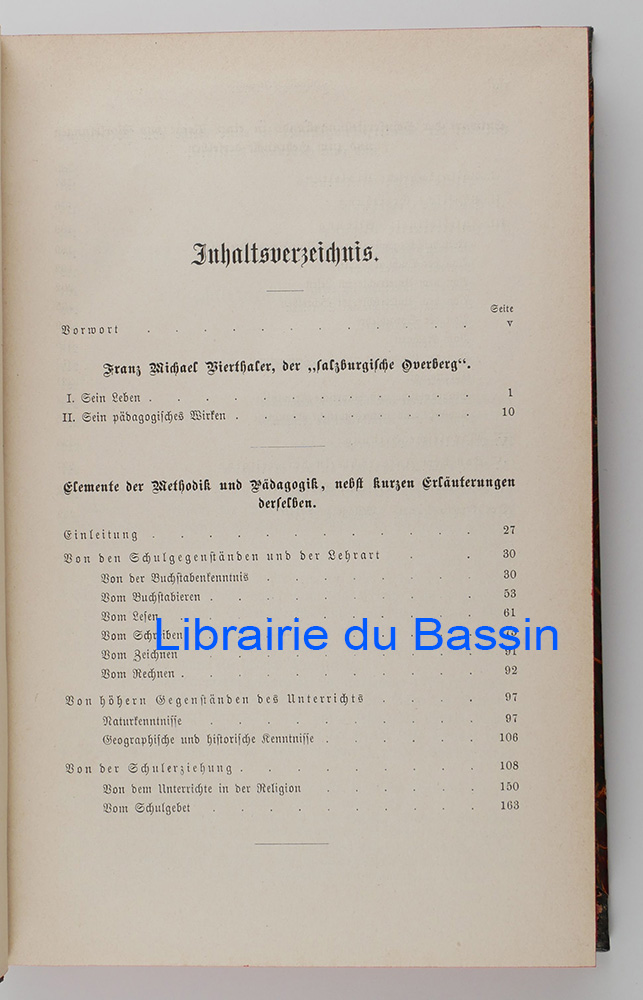 Inhaltsverzeichnis.
Seite
Vorwort . . . . . . . . . . . . v
Franz Michael Vierthaler, der „salzburgische Overberg“.
I. Sein Leben . . . . . . . . . . . . 1
II. Sein pädagogisches Wirken . . . . . . . . . 10
Elemente der Methodik und Pädagogik, nebst kurzen Erläuterungen
derselben.
Einleitung . . . . . . . . . . . . 27
Von den Schulgegenständen und der Lehrart . . . 30
Von der Buchstabenkenntnis . . . . . . . . 30
Vom Buchstabieren . . . . . . . . . . 53
Vom Lesen . . . . . . . . . . . 61
Vom Schreiben
Librairie du Bassin
Vom Zeichnen . . . . . . . . . . 91
Vom Rechnen . . . . . . . . . . . 92
Von höhern Gegenständen des Unterrichts . . . . 97
Naturkenntnisse . . . . . . . . . . 97
Geographische und historische Kenntnisse . . . . . 106
Von der Schulerziehung . . . . . . . . 108
Von dem Unterrichte in der Religion . . . . . 150
Vom Schulgebet . . . . . . . . . 163